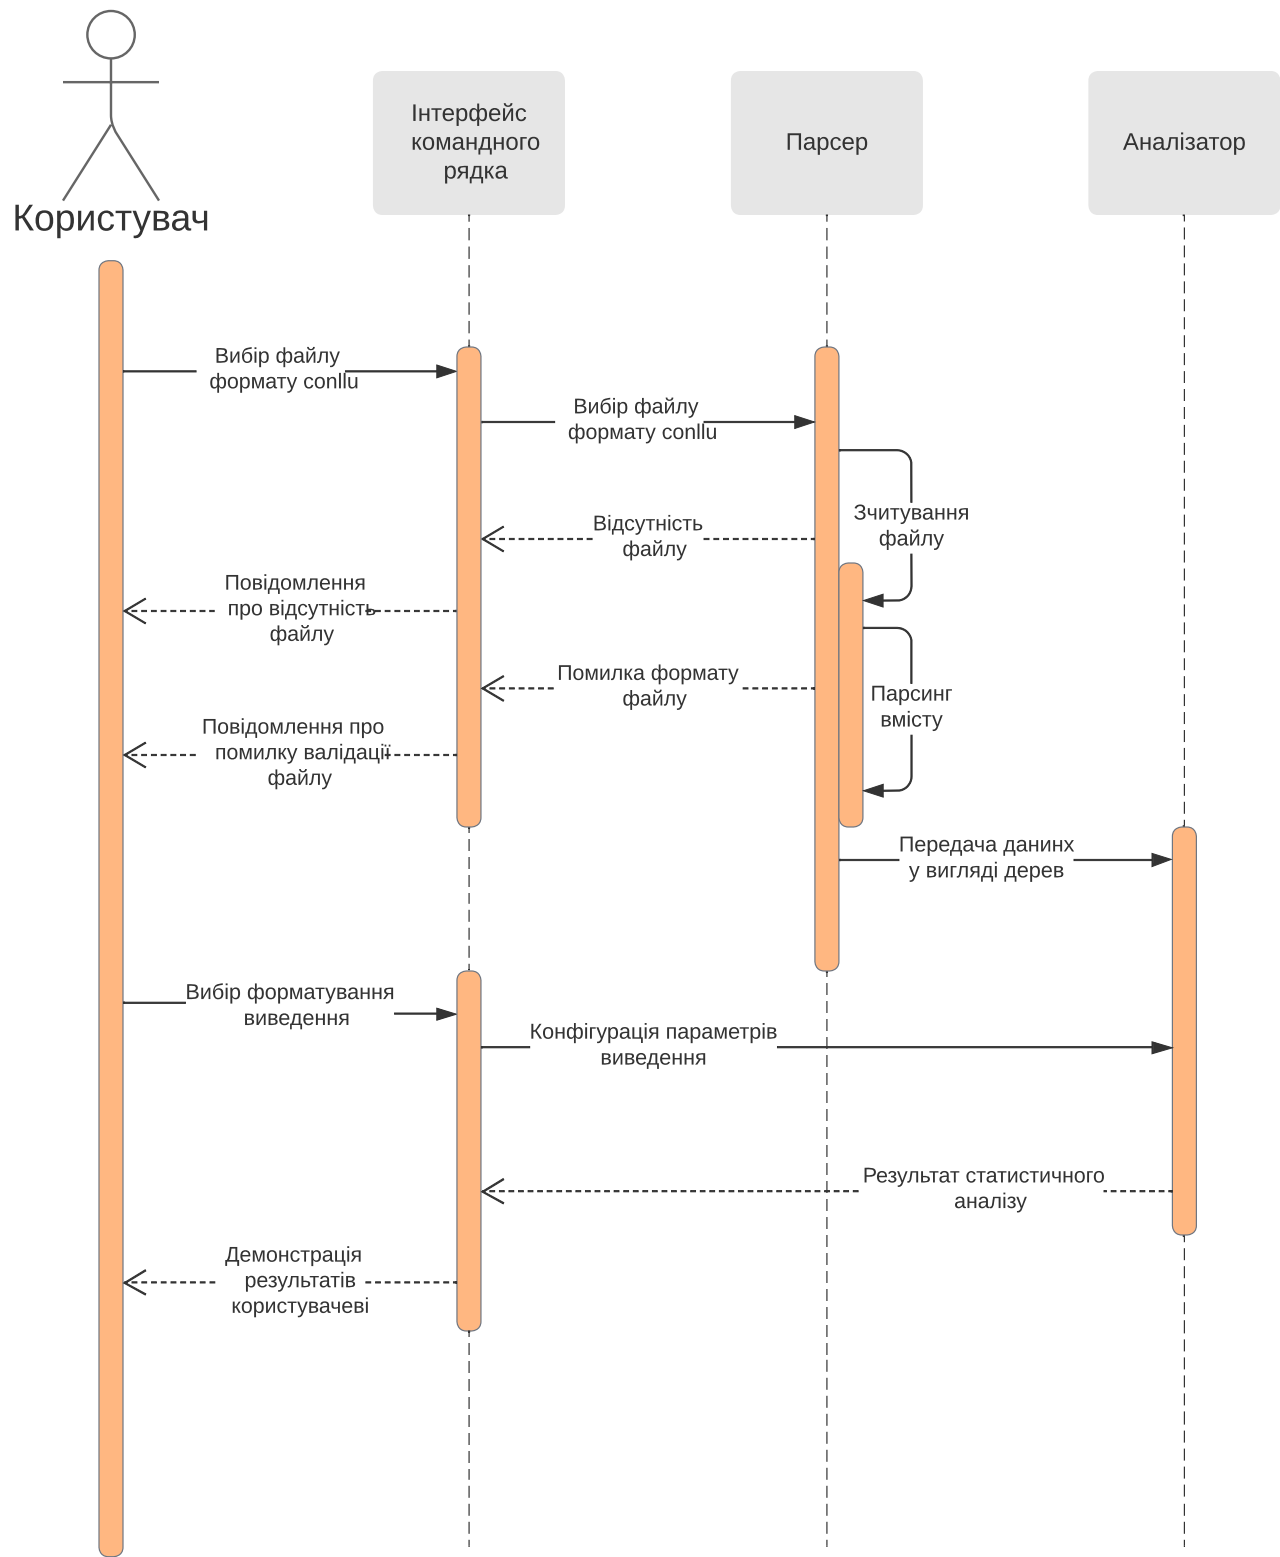 Користувач
Інтерфейс
командного
рядка
Парсер
Аналізатор
Вибір файлу
формату conllu
Вибір файлу
формату conllu
Зчитування
файлу
Відсутність
файлу
Повідомлення
про відсутність
файлу
Помилка формату
файлу
Парсинг
вмісту
Повідомлення про
помилку валідації
файлу
Передача данинх
у вигляді дерев
Вибір форматування
виведення
Конфігурація параметрів
виведення
Результат статистичного
аналізу
Демонстрація
результатів
користувачеві